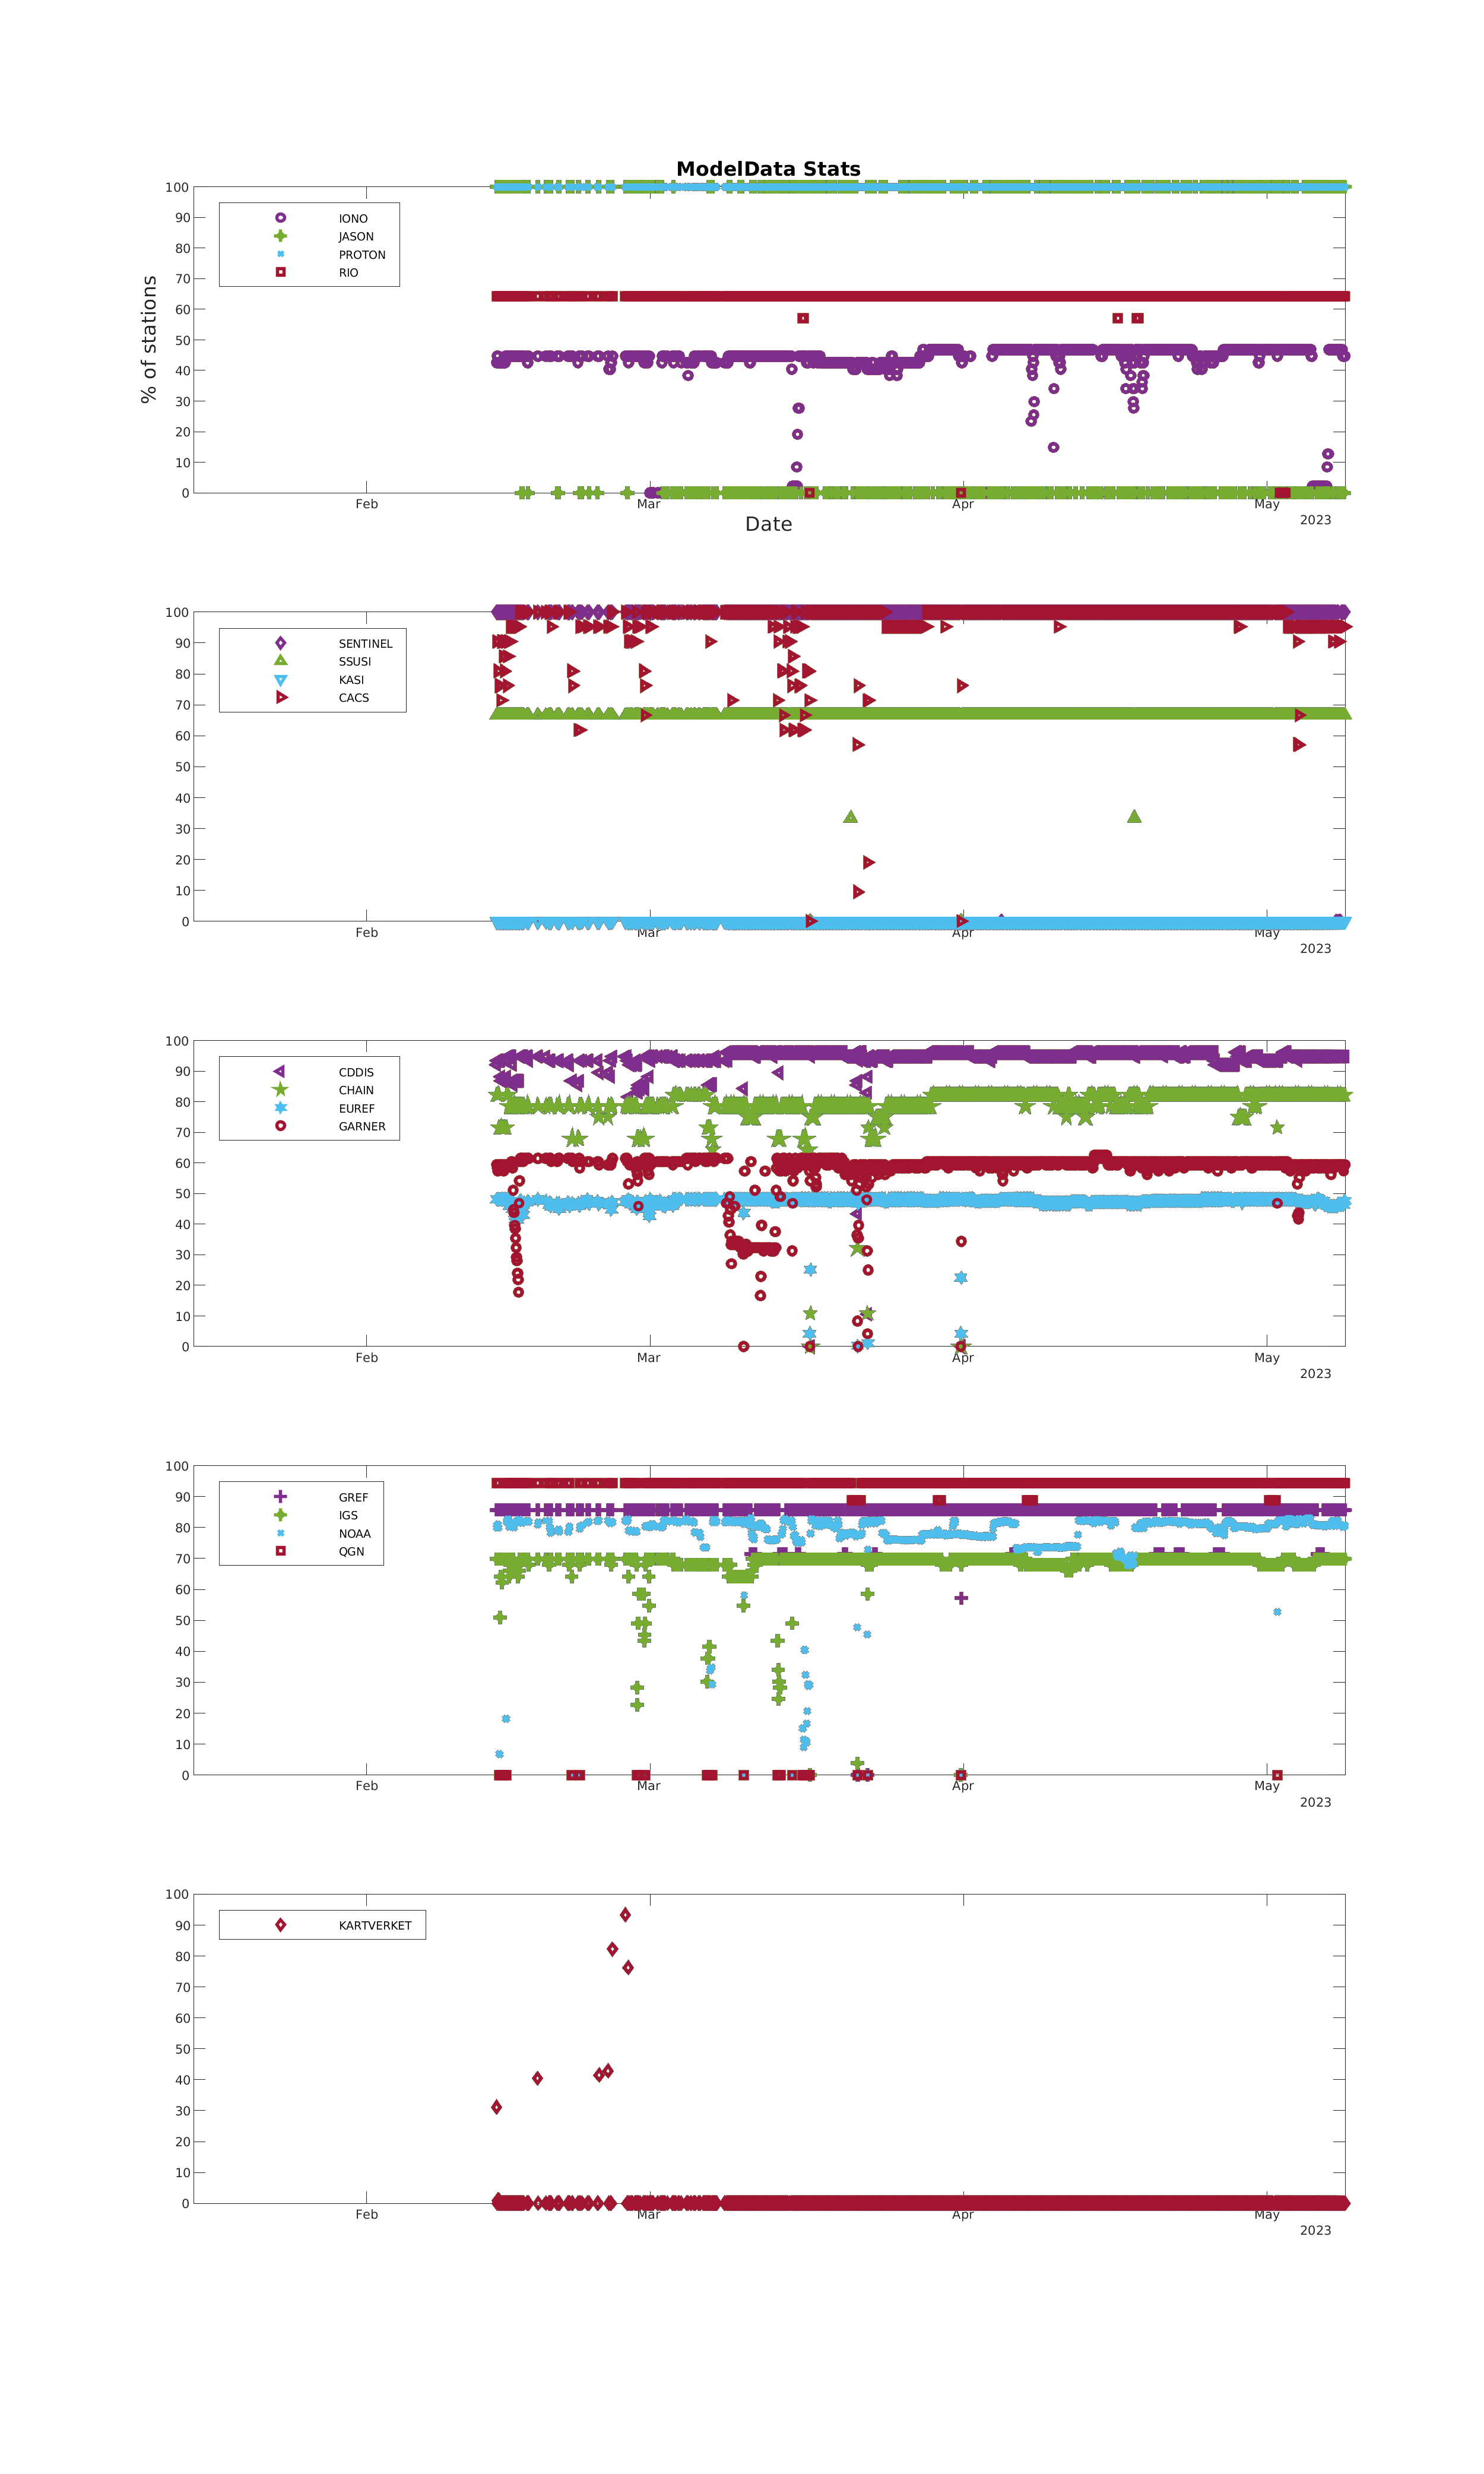 ModelData Stats
100
90
80
70
60
50
40
30
20
10
0
% of stations
IONO
JASON
PROTON
RIO
Feb Mar Apr May
2023
Date
100
90
80
70
60
50
40
30
20
10
0
SENTINEL
SSUSI
KASI
CACS
Feb Mar Apr May
2023
100
90
80
70
60
50
40
30
20
10
0
CDDIS
CHAIN
EUREF
GARNER
Feb Mar Apr May
2023
100
90
80
70
60
50
40
30
20
10
0
GREF
IGS
NOAA
QGN
Feb Mar Apr May
2023
100
90
80
70
60
50
40
30
20
10
0
KARTVERKET
Feb Mar Apr May
2023